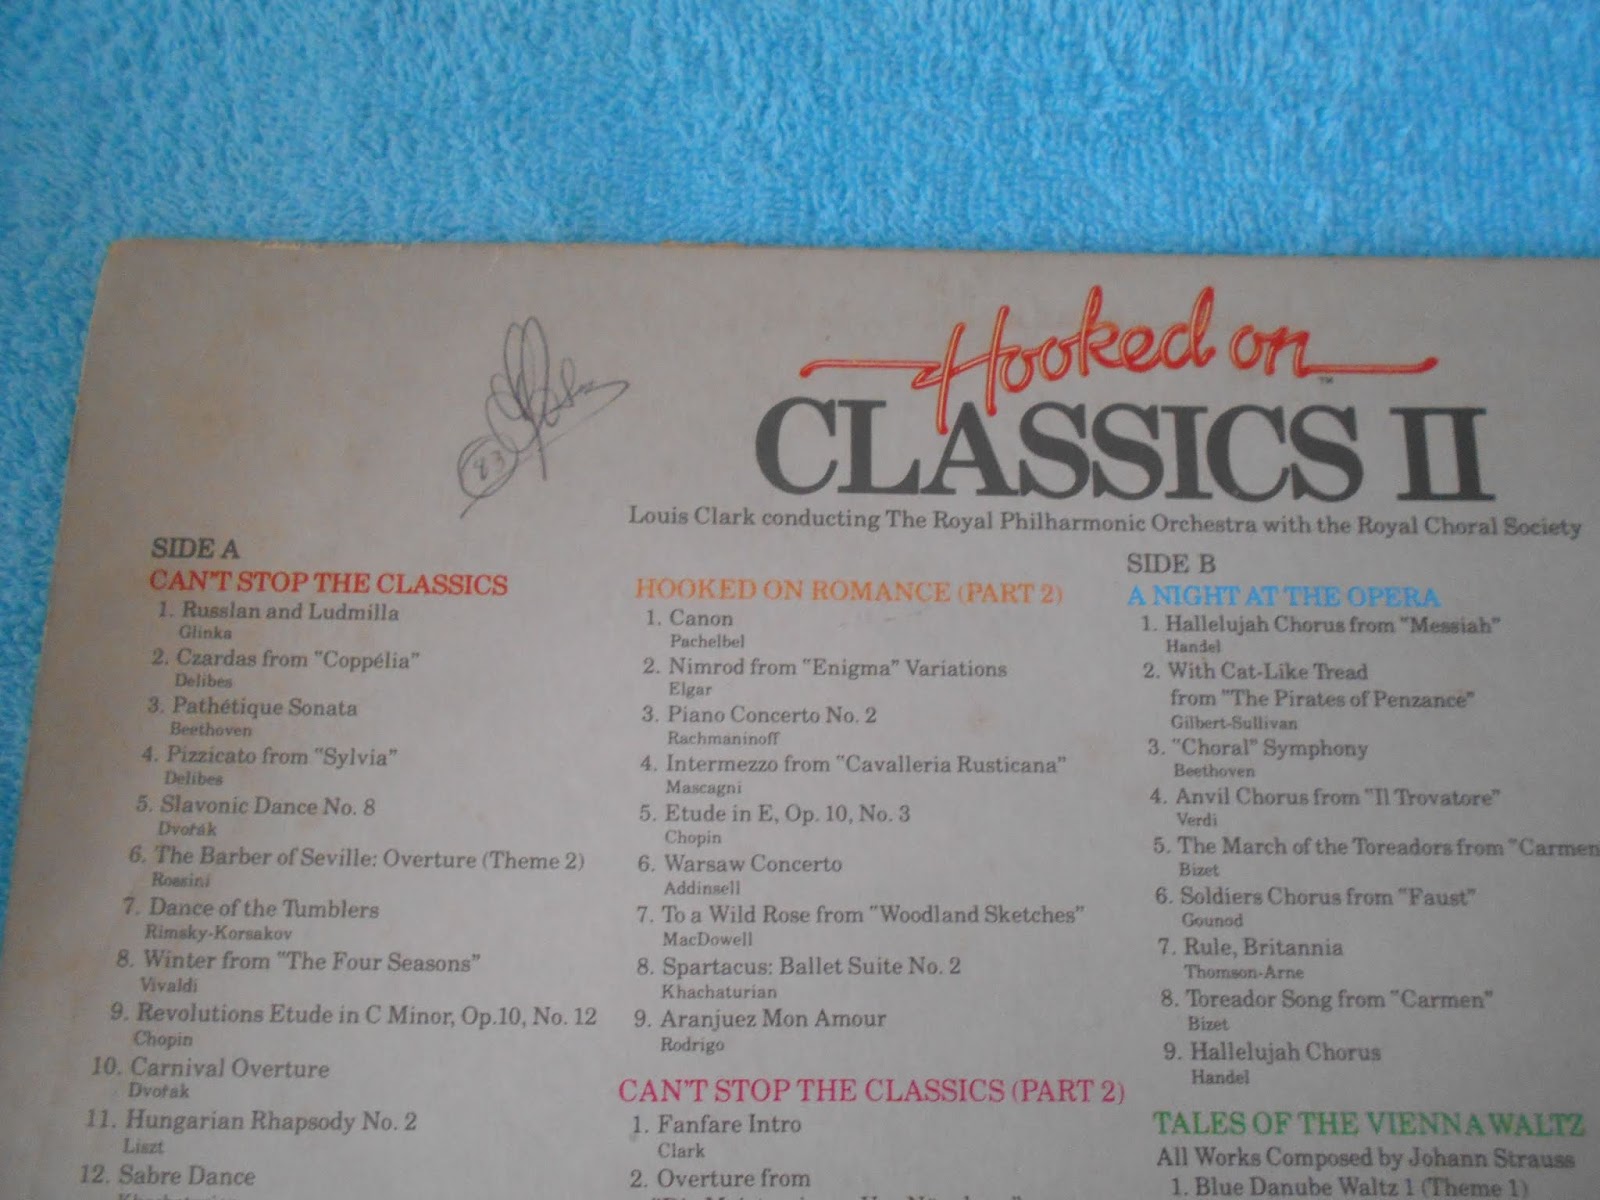 Hooked on
™
CLASSICS II
Louis Clark conducting The Royal Philharmonic Orchestra with the Royal Choral Society
83
SIDE A
CAN'T STOP THE CLASSICS
1. Russlan and Ludmilla
Glinka
2. Czardas from "Coppélia"
Delibes
3. Pathétique Sonata
Beethoven
4. Pizzicato from "Sylvia"
Delibes
5. Slavonic Dance No. 8
Dvořák
6. The Barber of Seville: Overture (Theme 2)
Rossini
7. Dance of the Tumblers
Rimsky-Korsakov
8. Winter from "The Four Seasons"
Vivaldi
9. Revolutions Etude in C Minor, Op.10, No. 12
Chopin
10. Carnival Overture
Dvořák
11. Hungarian Rhapsody No. 2
Liszt
12. Sabre Dance
HOOKED ON ROMANCE (PART 2)
1. Canon
Pachelbel
2. Nimrod from "Enigma" Variations
Elgar
3. Piano Concerto No. 2
Rachmaninoff
4. Intermezzo from "Cavalleria Rusticana"
Mascagni
5. Etude in E, Op. 10, No. 3
Chopin
6. Warsaw Concerto
Addinsell
7. To a Wild Rose from "Woodland Sketches"
MacDowell
8. Spartacus: Ballet Suite No. 2
Khachaturian
9. Aranjuez Mon Amour
Rodrigo
CAN'T STOP THE CLASSICS (PART 2)
1. Fanfare Intro
Clark
2. Overture from
SIDE B
A NIGHT AT THE OPERA
1. Hallelujah Chorus from "Messiah"
Handel
2. With Cat-Like Tread
from "The Pirates of Penzance"
Gilbert-Sullivan
3. "Choral" Symphony
Beethoven
4. Anvil Chorus from "Il Trovatore"
Verdi
5. The March of the Toreadors from "Carmen
Bizet
6. Soldiers Chorus from "Faust"
Gounod
7. Rule, Britannia
Thomson-Arne
8. Toreador Song from "Carmen"
Bizet
9. Hallelujah Chorus
Handel
TALES OF THE VIENNA WALTZ
All Works Composed by Johann Strauss
1. Blue Danube Waltz 1 (Theme 1)